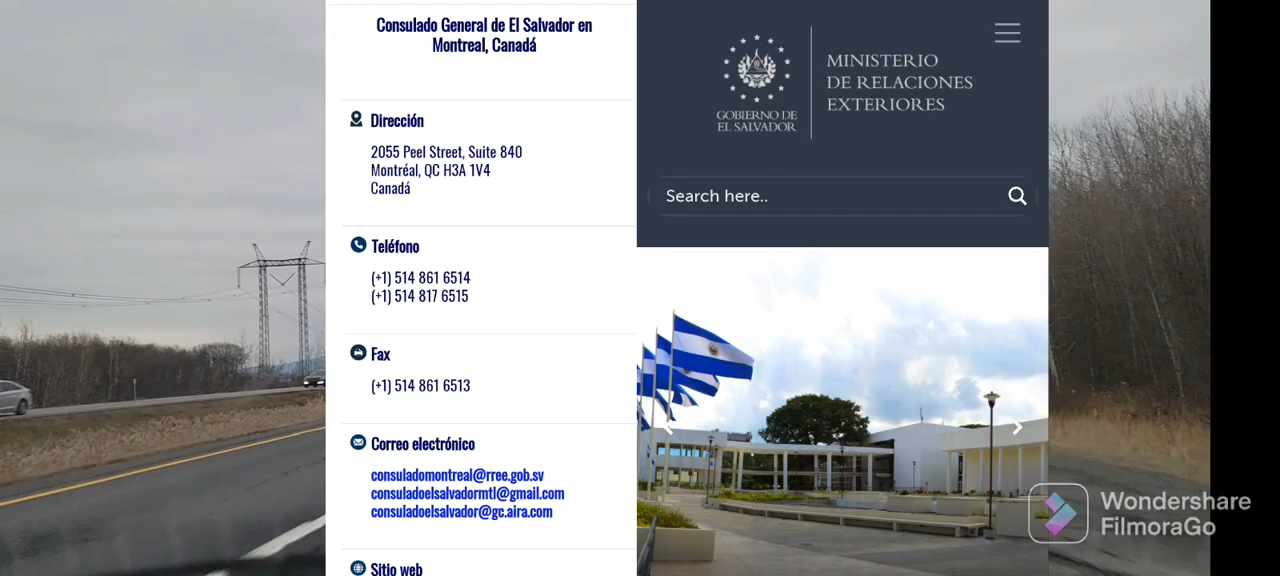 Consulado General de El Salvador en
Montreal, Canadá
Dirección
2055 Peel Street, Suite 840
Montréal, QC H3A 1V4
Canadá
Teléfono
(+1) 514 861 6514
(+1) 514 817 6515
Fax
(+1) 514 861 6513
Correo electrónico
consuladomontreal@rree.gob.sv
consuladoelsalvadormtl@gmail.com
consuladoelsalvador@gc.aira.com
Sitio web
GOBIERNO DE
EL SALVADOR
MINISTERIO
DE RELACIONES
EXTERIORES
Search here..
Wondershare
FilmoraGo